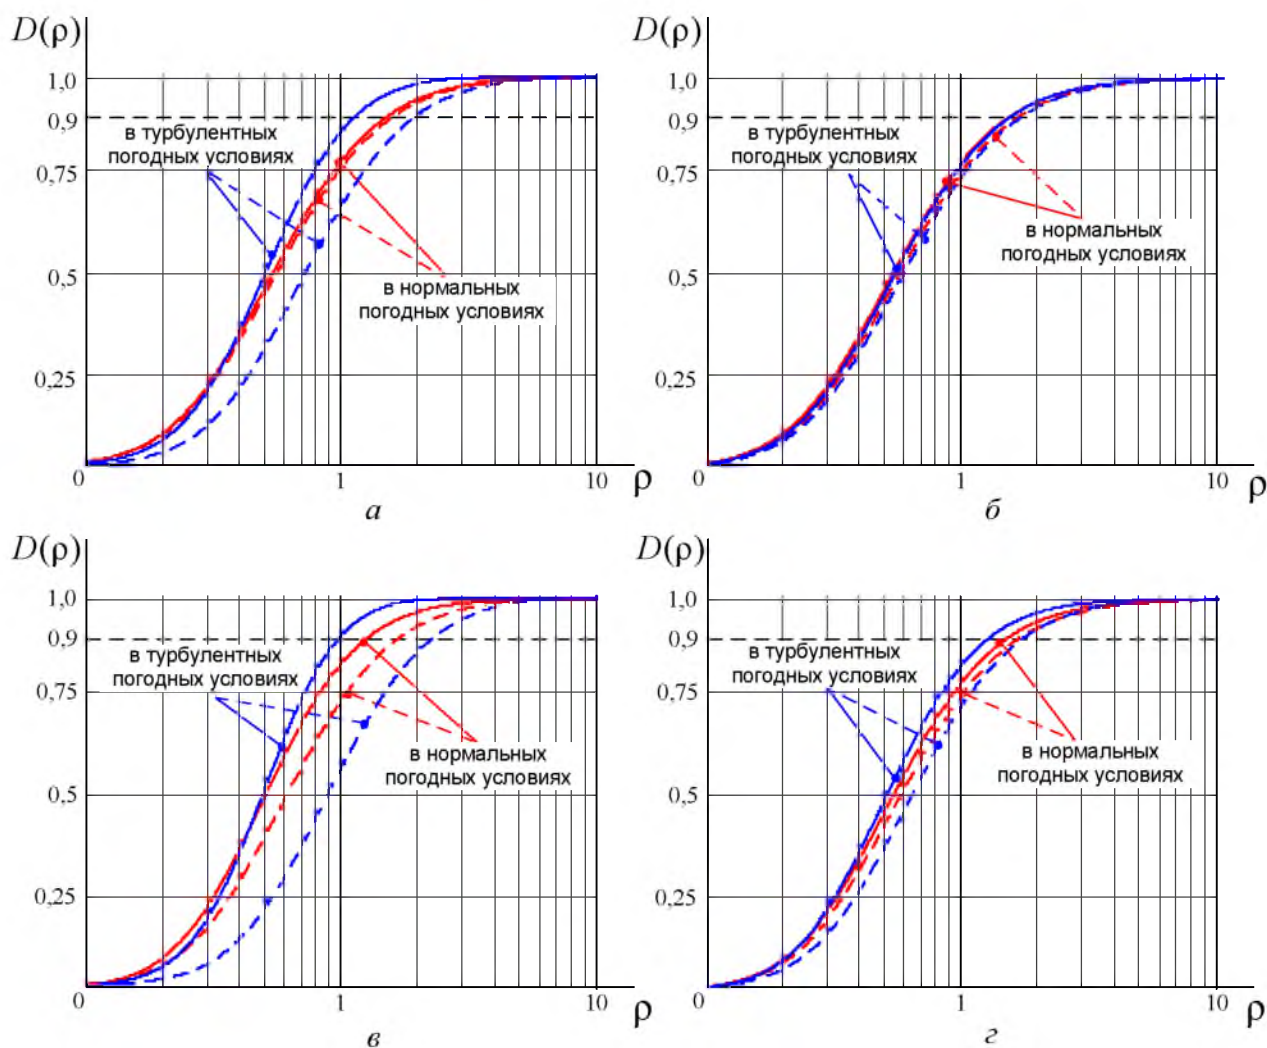 D(ρ)
1,0
0,9
в турбулентных
погодных условиях
0,75
0,5
в нормальных
погодных условиях
0,25
0
1
10
ρ
а
D(ρ)
1,0
0,9
в турбулентных
погодных условиях
0,75
в нормальных
погодных условиях
0,5
0,25
0
1
10
ρ
б
D(ρ)
1,0
0,9
в турбулентных
погодных условиях
0,75
в нормальных
погодных условиях
0,5
0,25
0
1
10
ρ
в
D(ρ)
1,0
0,9
в турбулентных
погодных условиях
0,75
в нормальных
погодных условиях
0,5
0,25
0
1
10
ρ
г